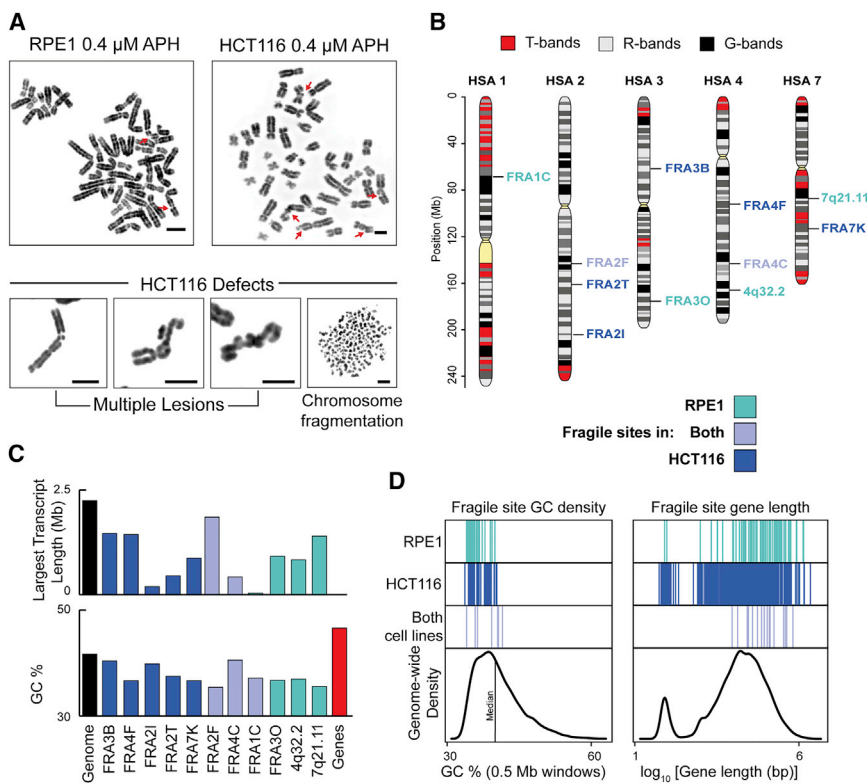 A
RPE1 0.4 µM APH
HCT116 0.4 µM APH
HCT116 Defects
Multiple Lesions
Chromosome
fragmentation
B
T-bands
R-bands
G-bands
HSA 1
HSA 2
HSA 3
HSA 4
HSA 7
Position (Mb)
0
40
80
120
160
200
240
FRA1C
FRA2F
FRA2T
FRA2I
FRA3B
FRA3O
FRA4F
FRA4C
4q32.2
7q21.11
FRA7K
RPE1
Fragile sites in: Both
HCT116
C
Largest Transcript
Length (Mb)
2.5
0
GC %
50
30
Genome
FRA3B
FRA4F
FRA2I
FRA2T
FRA7K
FRA2F
FRA4C
FRA1C
FRA3O
4q32.2
7q21.11
Genes
D
Fragile site GC density
Fragile site gene length
RPE1
HCT116
Both
cell lines
Genome-wide
Density
Median
30
60
GC % (0.5 Mb windows)
1
6
log10 [Gene length (bp)]